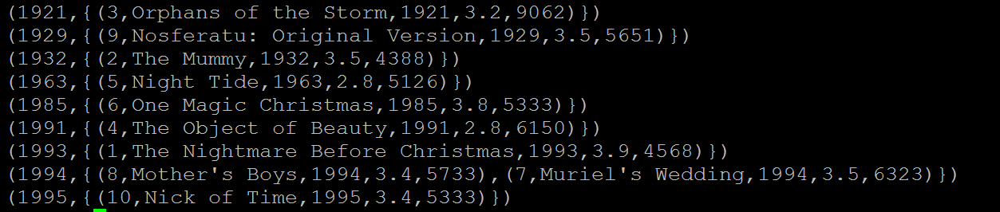 (1921,{(3,Orphans of the Storm,1921,3.2,9062)})
(1929,{(9,Nosferatu: Original Version,1929,3.5,5651)})
(1932,{(2,The Mummy,1932,3.5,4388)})
(1963,{(5,Night Tide,1963,2.8,5126)})
(1985,{(6,One Magic Christmas,1985,3.8,5333)})
(1991,{(4,The Object of Beauty,1991,2.8,6150)})
(1993,{(1,The Nightmare Before Christmas,1993,3.9,4568)})
(1994,{(8,Mother's Boys,1994,3.4,5733),(7,Muriel's Wedding,1994,3.5,6323)})
(1995,{(10,Nick of Time,1995,3.4,5333)})